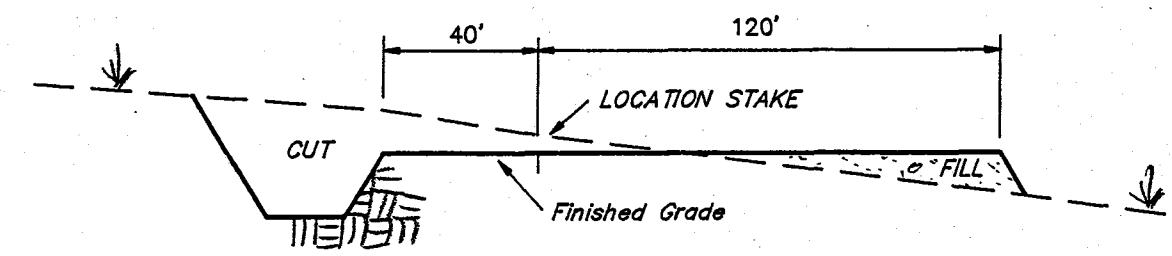 40' 120'
LOCATION STAKE
CUT
FILL
Finished Grade